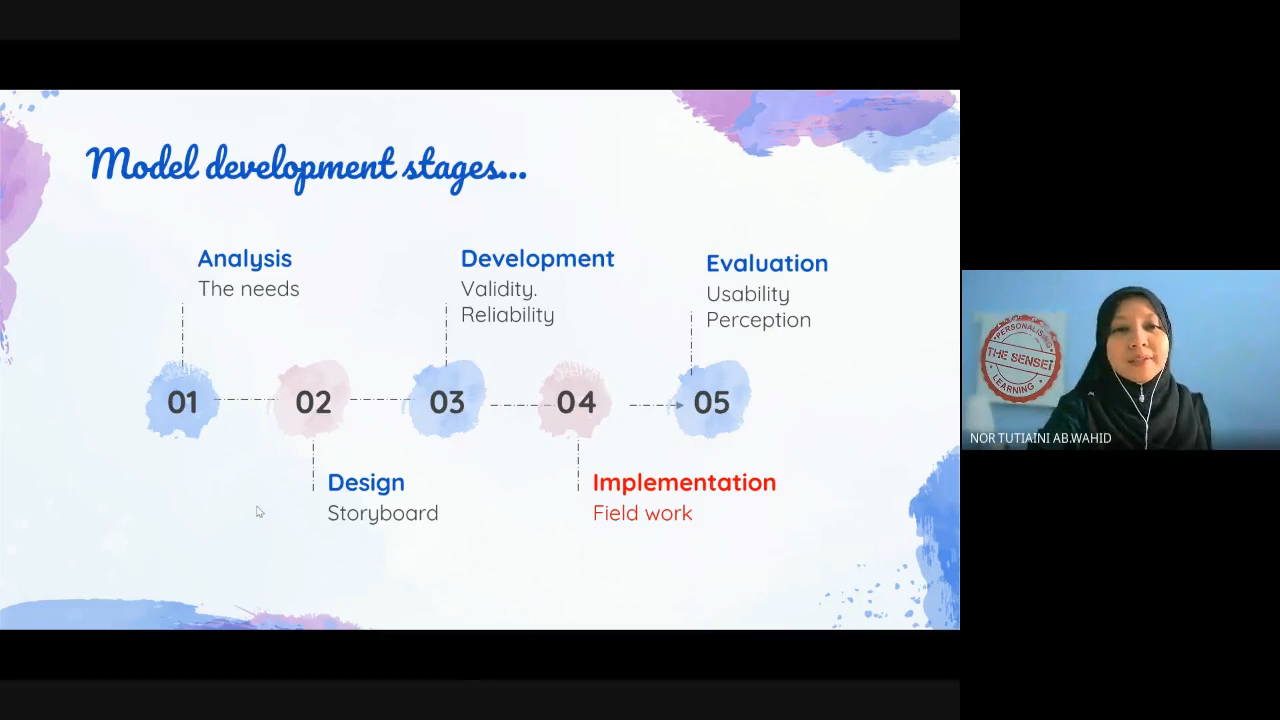 Model development stages...
Analysis
The needs
Development
Validity.
Reliability
Evaluation
Usability
Perception
01
02
03
04
05
Design
Storyboard
Implementation
Field work
PERSONALISED
THE SENSEI
LEARNING
NOR TUTIAINI AB.WAHID